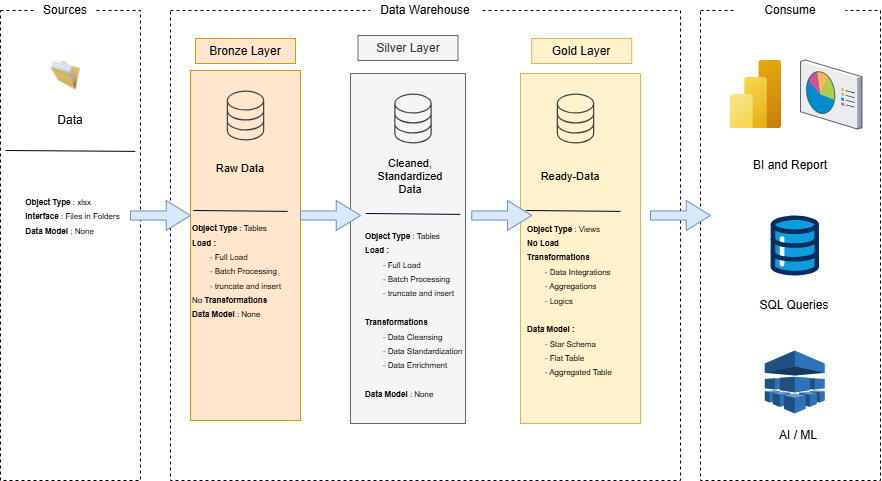 Sources
Data
Object Type : xlsx
Interface : Files in Folders
Data Model : None
Data Warehouse
Bronze Layer
Raw Data
Object Type : Tables
Load :
- Full Load
- Batch Processing
- truncate and insert
No Transformations
Data Model : None
Silver Layer
Cleaned,
Standardized
Data
Object Type : Tables
Load :
- Full Load
- Batch Processing
- truncate and insert
Transformations
- Data Cleansing
- Data Standardization
- Data Enrichment
Data Model : None
Gold Layer
Ready-Data
Object Type : Views
No Load
Transformations
- Data Integrations
- Aggregations
- Logics
Data Model :
- Star Schema
- Flat Table
- Aggregated Table
Consume
BI and Report
SQL Queries
AI / ML